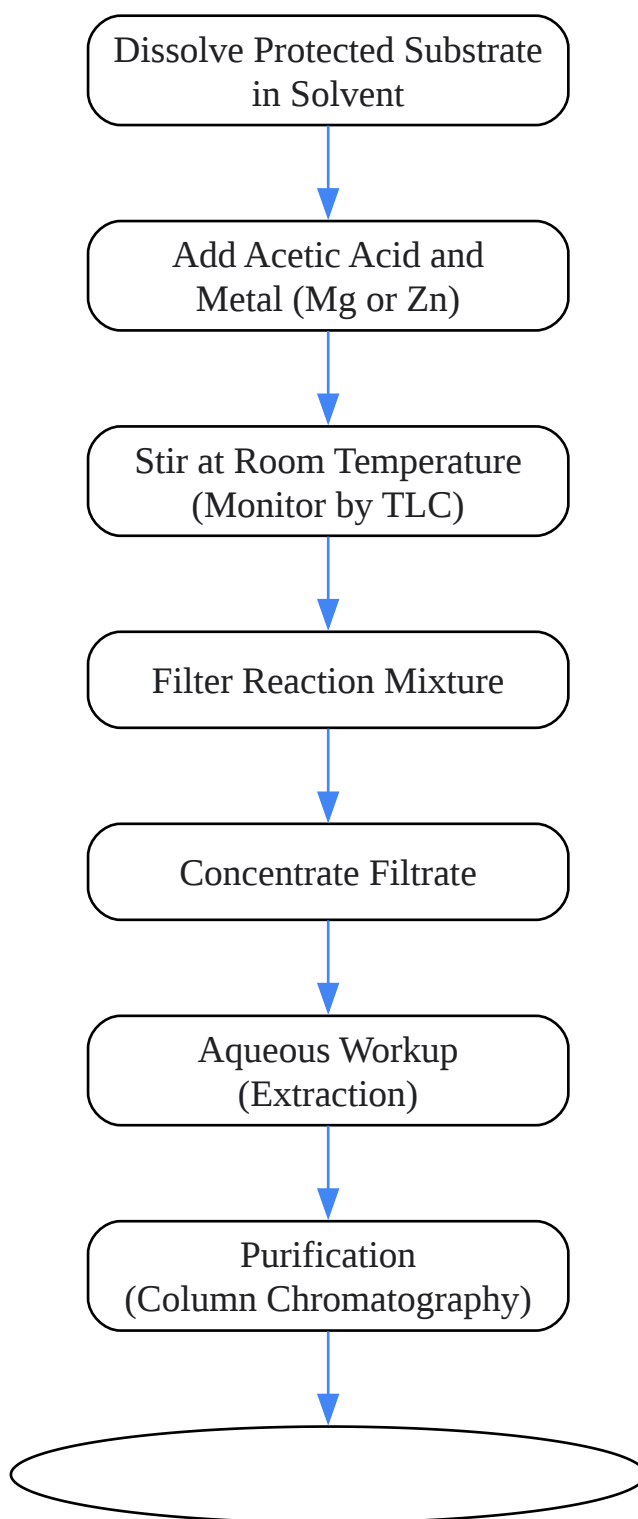 Dissolve Protected Substrate
in Solvent
Add Acetic Acid and
Metal (Mg or Zn)
Stir at Room Temperature
(Monitor by TLC)
Filter Reaction Mixture
Concentrate Filtrate
Aqueous Workup
(Extraction)
Purification
(Column Chromatography)